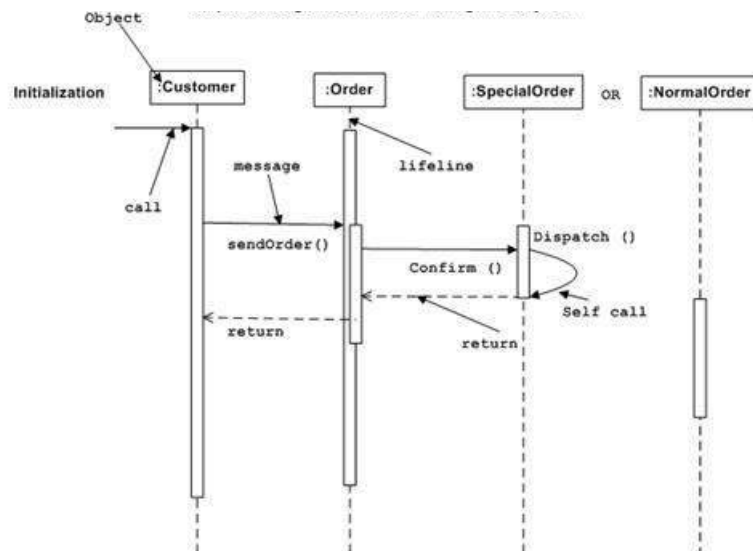 Object
Initialization
:Customer
:Order
:SpecialOrder
OR
:NormalOrder
message
lifeline
call
sendOrder()
Dispatch ()
Confirm ()
Self call
return
return